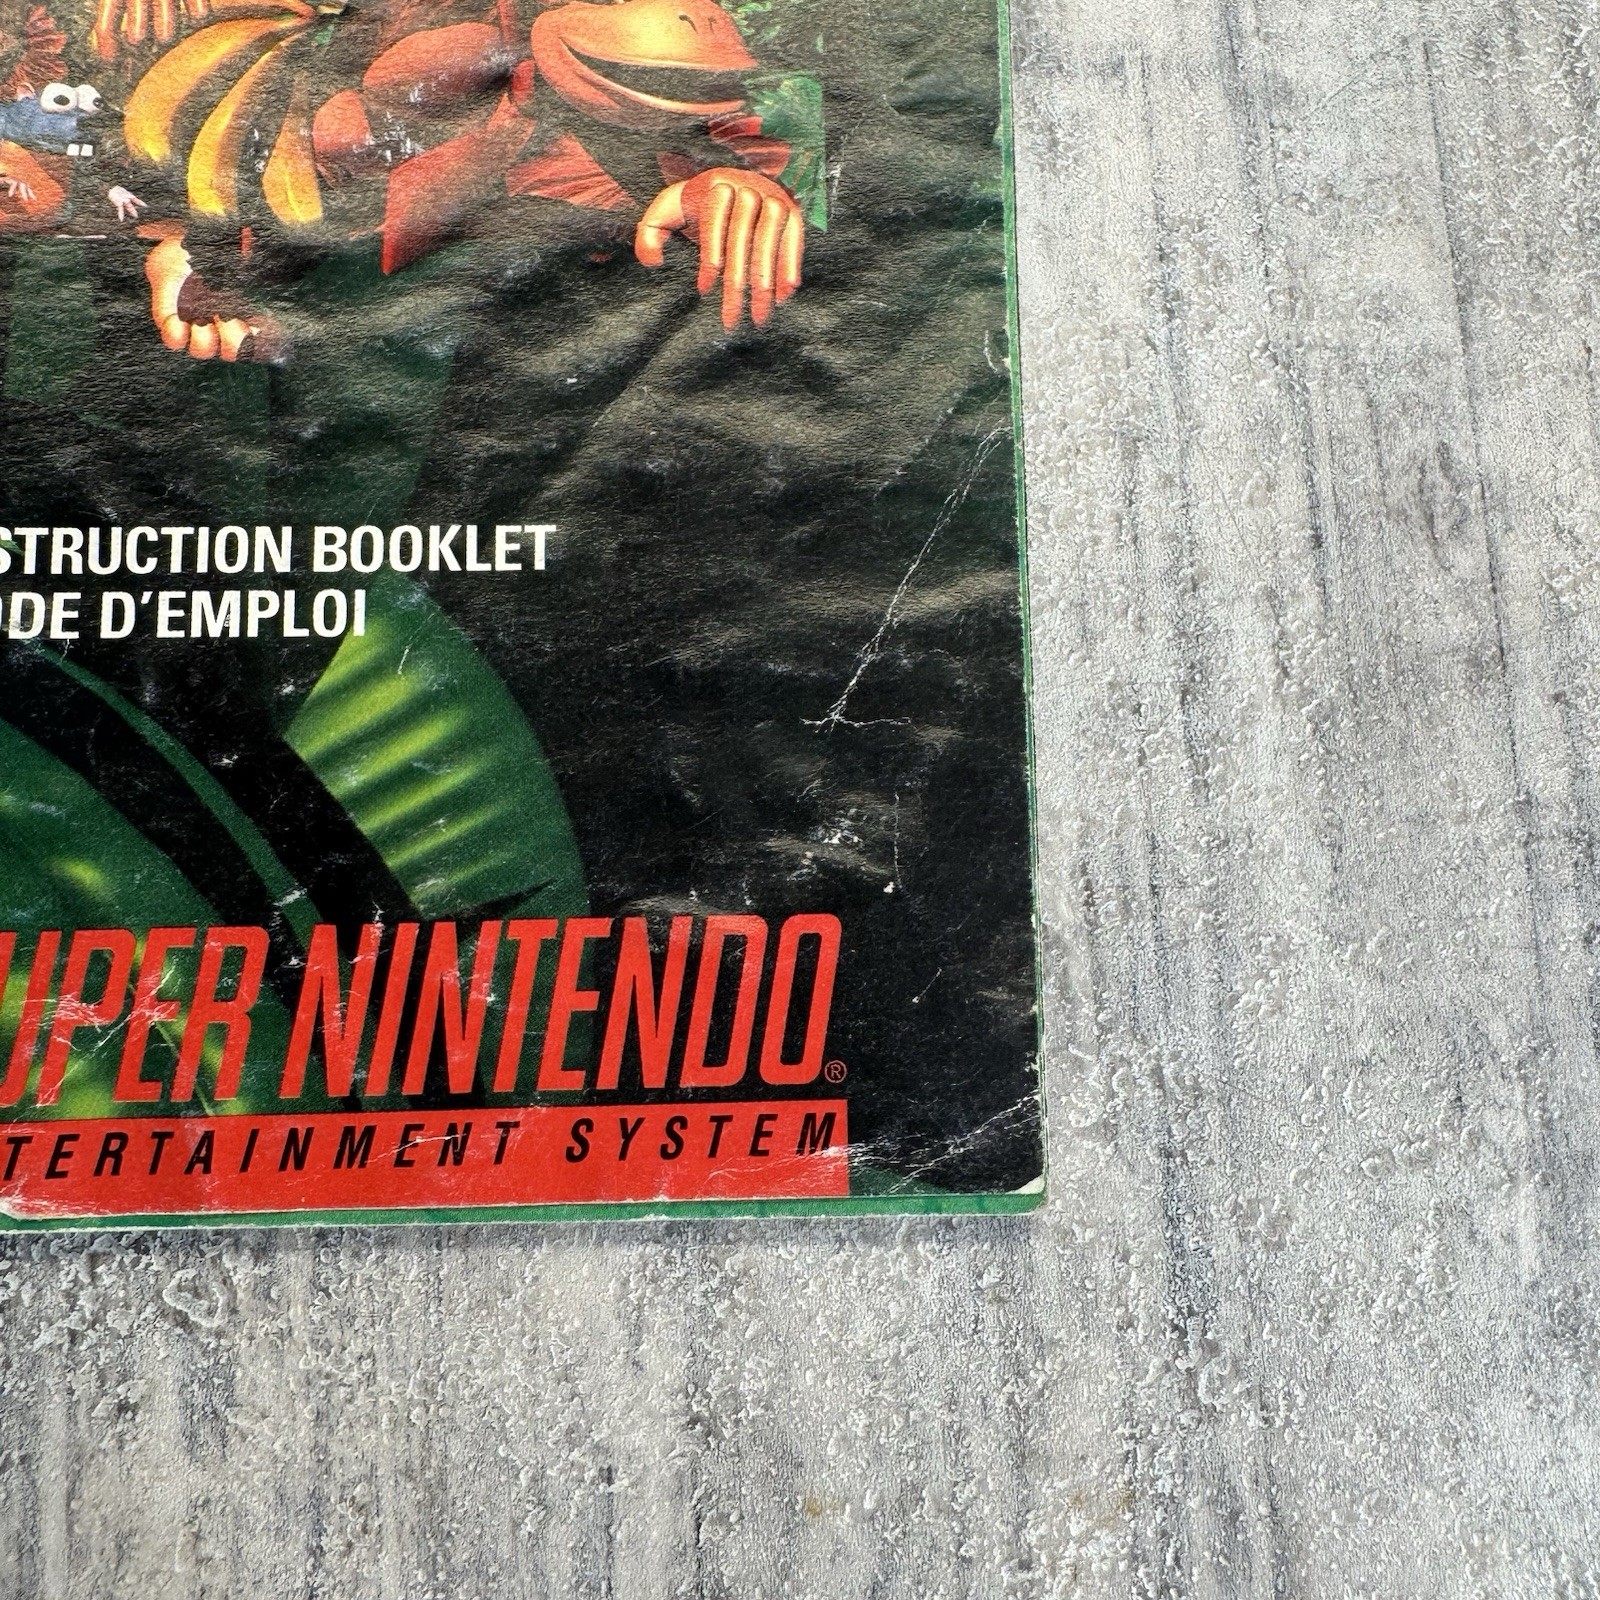 STRUCTION BOOKLET
ODE D'EMPLOI
UPER NINTENDO®
TERTAINMENT SYSTEM